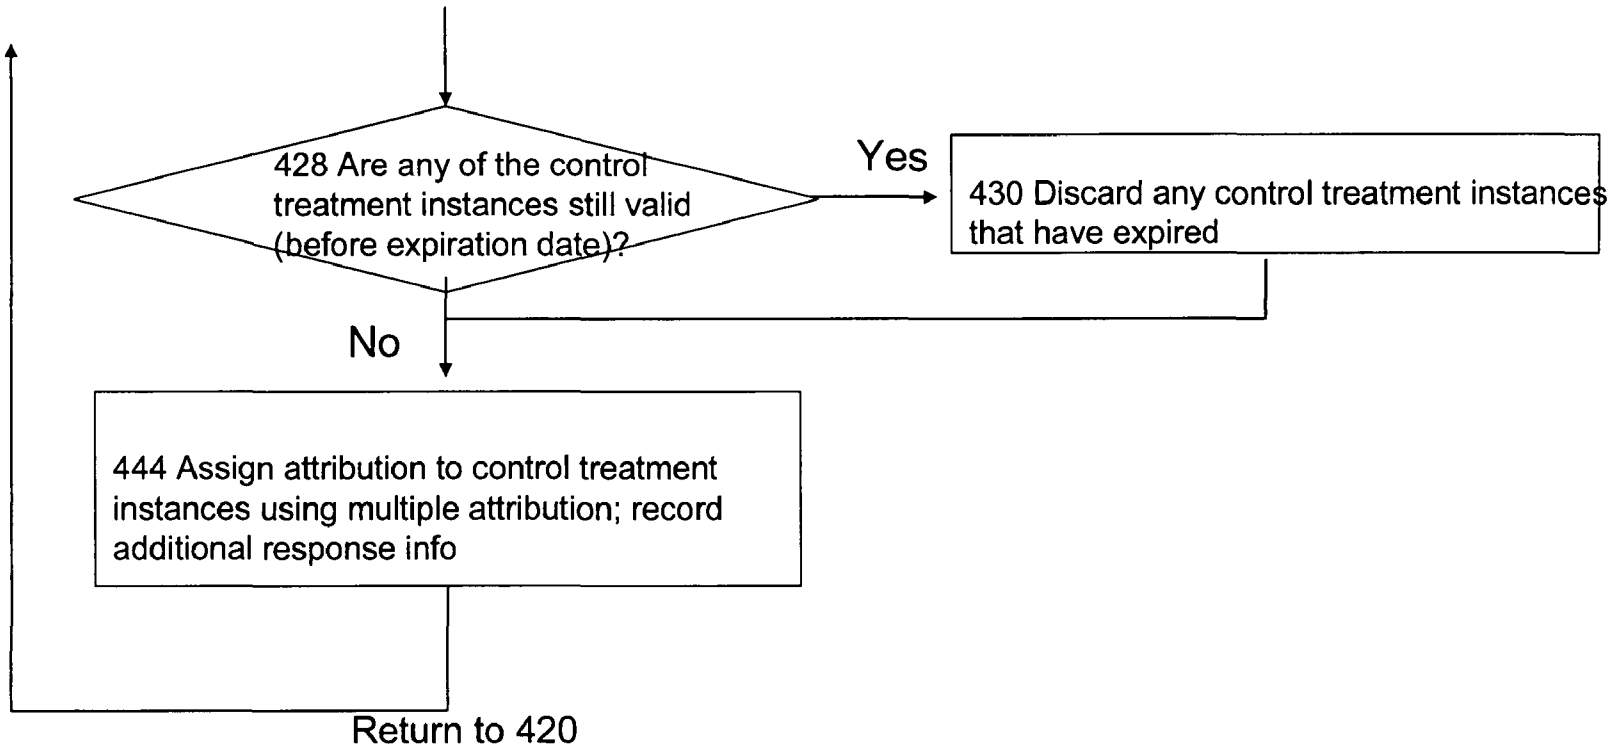 428 Are any of the control
treatment instances still valid
(before expiration date)?
Yes
430 Discard any control treatment instances
that have expired
No
444 Assign attribution to control treatment
instances using multiple attribution; record
additional response info
Return to 420